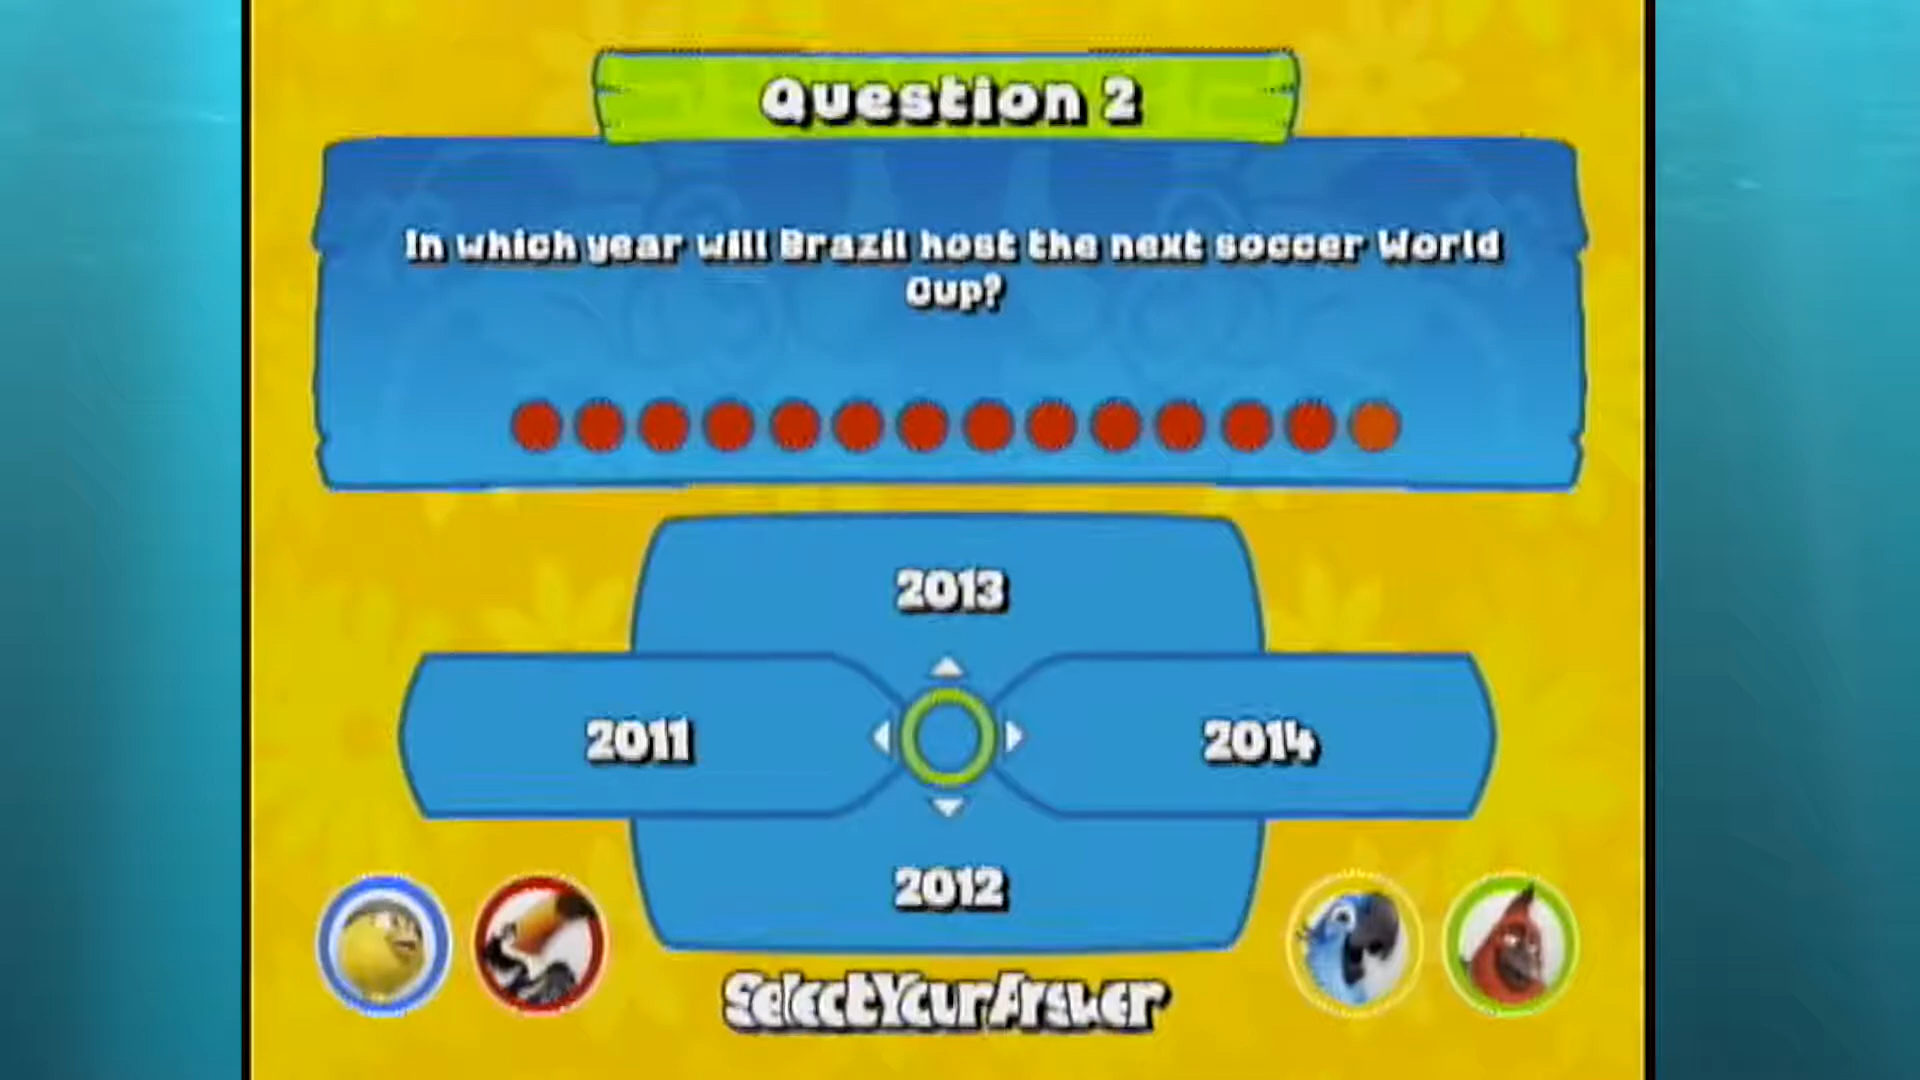 Question 2
In which year will Brazil host the next soccer World
Cup?
2013
2011
2014
2012
Select Your Answer